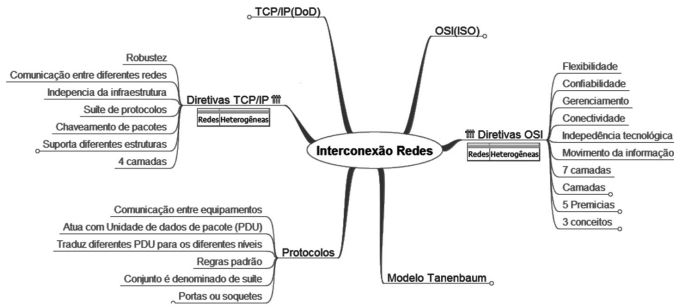 TCP/IP(DoD)
OSI(ISO)
Robustez
Comunicação entre diferentes redes
Indepencia da infraestrutura
Suíte de protocolos
Chaveamento de pacotes
Suporta diferentes estruturas
4 camadas
Diretivas TCP/IP
Redes Heterogêneas
Interconexão Redes
Diretivas OSI
Redes Heterogêneas
Flexibilidade
Confiabilidade
Gerenciamento
Conectividade
Indepedência tecnológica
Movimento da informação
7 camadas
Camadas
5 Premicias
3 conceitos
Comunicação entre equipamentos
Atua com Unidade de dados de pacote (PDU)
Traduz diferentes PDU para os diferentes níveis
Regras padrão
Conjunto é denominado de suíte
Portas ou soquetes
Protocolos
Modelo Tanenbaum